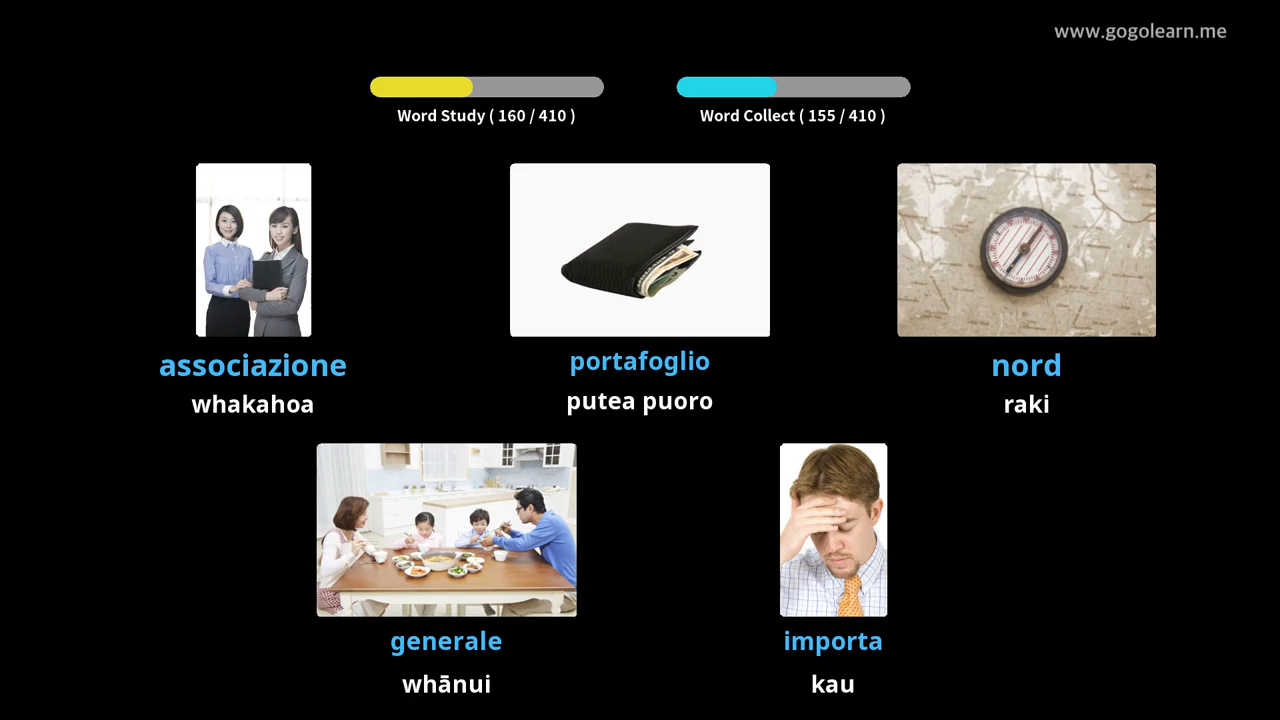 www.gogolearn.me
Word Study ( 160 / 410 )
Word Collect ( 155 / 410 )
associazione
whakahoa
portafoglio
putea puoro
nord
raki
generale
whānui
importa
kau